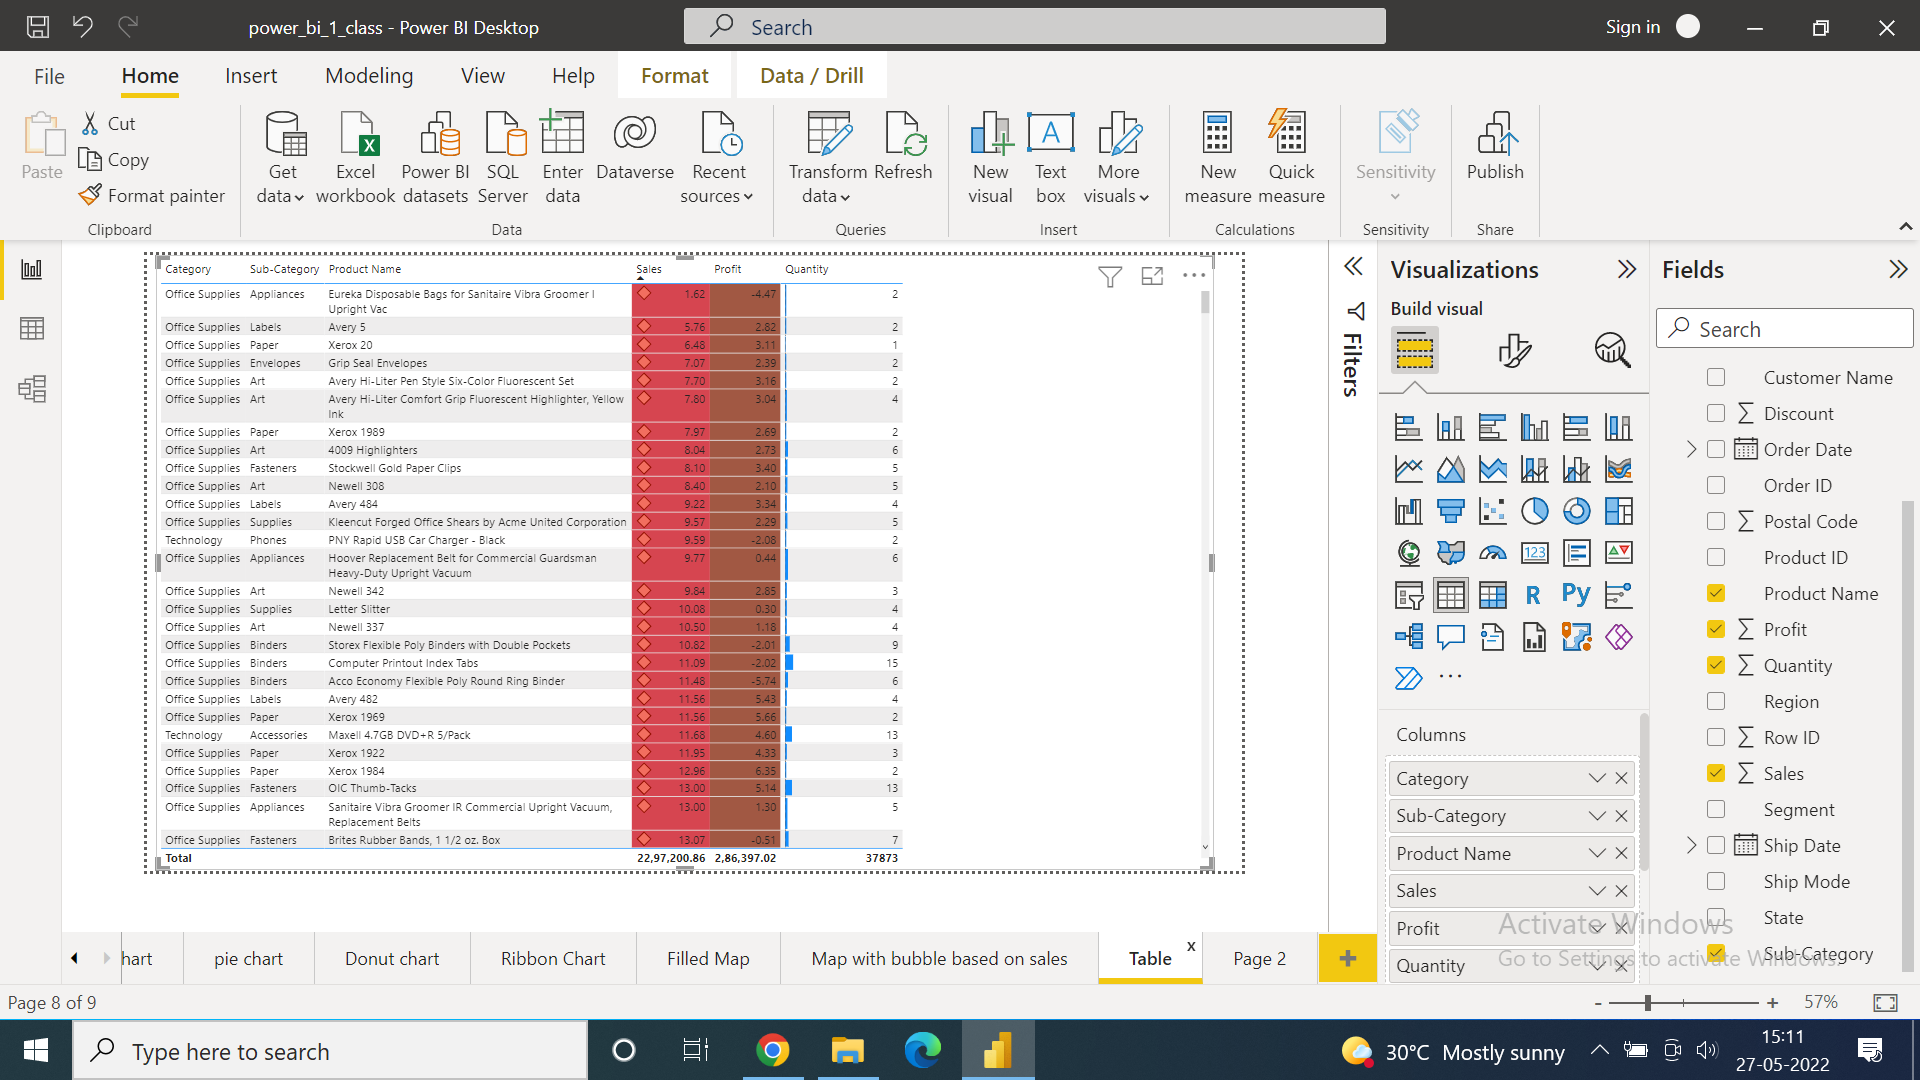 power_bi_1_class - Power BI Desktop
Search
Sign in
File Home Insert Modeling View Help Format Data / Drill
Paste
Cut
Copy
Format painter
Clipboard
Get data
Excel workbook
Power BI datasets
SQL Server
Enter data
Dataverse
Recent sources
Data
Transform data
Refresh
Queries
New visual
Text box
More visuals
Insert
New measure
Quick measure
Calculations
Sensitivity
Sensitivity
Publish
Share
Category Sub-Category Product Name Sales Profit Quantity
Office Supplies Appliances Eureka Disposable Bags for Sanitaire Vibra Groomer I 1.62 -4.47 2
Upright Vac
Office Supplies Labels Avery 5 5.76 2.82 2
Office Supplies Paper Xerox 20 6.48 3.11 1
Office Supplies Envelopes Grip Seal Envelopes 7.07 2.39 2
Office Supplies Art Avery Hi-Liter Pen Style Six-Color Fluorescent Set 7.70 3.16 2
Office Supplies Art Avery Hi-Liter Comfort Grip Fluorescent Highlighter, Yellow 7.80 3.04 4
Ink
Office Supplies Paper Xerox 1989 7.97 2.69 2
Office Supplies Art 4009 Highlighters 8.04 2.73 6
Office Supplies Fasteners Stockwell Gold Paper Clips 8.10 3.40 5
Office Supplies Art Newell 308 8.40 2.10 5
Office Supplies Labels Avery 484 9.22 3.34 4
Office Supplies Supplies Kleencut Forged Office Shears by Acme United Corporation 9.57 2.29 5
Technology Phones PNY Rapid USB Car Charger - Black 9.59 -2.08 2
Office Supplies Appliances Hoover Replacement Belt for Commercial Guardsman 9.77 0.44 6
Heavy-Duty Upright Vacuum
Office Supplies Art Newell 342 9.84 2.85 3
Office Supplies Supplies Letter Slitter 10.08 0.30 4
Office Supplies Art Newell 337 10.50 1.18 4
Office Supplies Binders Storex Flexible Poly Binders with Double Pockets 10.82 -2.01 9
Office Supplies Binders Computer Printout Index Tabs 11.09 -2.02 15
Office Supplies Binders Acco Economy Flexible Poly Round Ring Binder 11.48 -5.74 6
Office Supplies Labels Avery 482 11.56 5.43 4
Office Supplies Paper Xerox 1969 11.56 5.66 2
Technology Accessories Maxell 4.7GB DVD+R 5/Pack 11.68 4.60 13
Office Supplies Paper Xerox 1922 11.95 4.33 3
Office Supplies Paper Xerox 1984 12.96 6.35 2
Office Supplies Fasteners OIC Thumb-Tacks 13.00 5.14 13
Office Supplies Appliances Sanitaire Vibra Groomer IR Commercial Upright Vacuum, 13.00 1.30 5
Replacement Belts
Office Supplies Fasteners Brites Rubber Bands, 1 1/2 oz. Box 13.07 -0.51 7
Total 22,97,200.86 2,86,397.02 37873
Filters
Visualizations
Build visual
123
R
Py
Columns
Category
Sub-Category
Product Name
Sales
Profit
Quantity
Fields
Search
Customer Name
Discount
Order Date
Order ID
Postal Code
Product ID
Product Name
Profit
Quantity
Region
Row ID
Sales
Segment
Ship Date
Ship Mode
State
Sub-Category
Activate Windows
Go to Settings to activate Windows.
hart pie chart Donut chart Ribbon Chart Filled Map Map with bubble based on sales Table x Page 2 +
Page 8 of 9
- + 57%
Type here to search
30°C Mostly sunny
15:11
27-05-2022